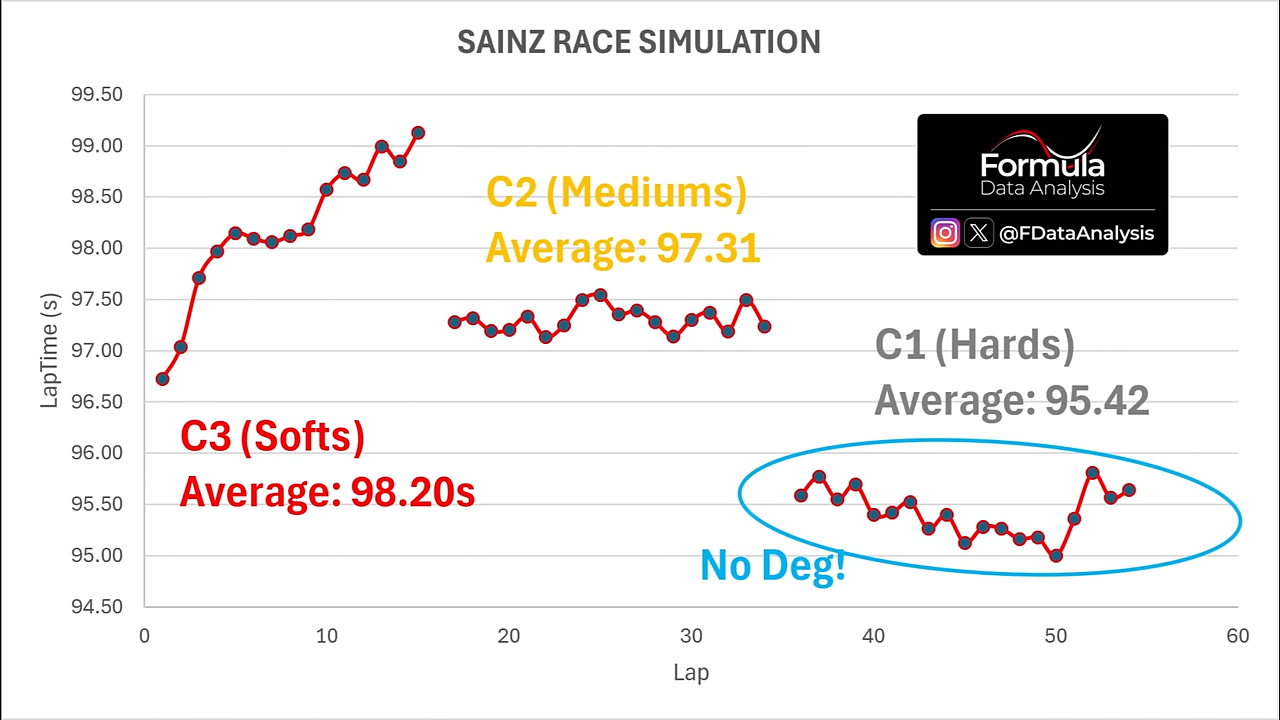 SAINZ RACE SIMULATION
99.50
99.00
98.50
98.00
97.50
97.00
96.50
96.00
95.50
95.00
94.50
LapTime (s)
C3 (Softs)
Average: 98.20s
C2 (Mediums)
Average: 97.31
Formula
Data Analysis
@FDataAnalysis
C1 (Hards)
Average: 95.42
No Deg!
0 10 20 30 40 50 60
Lap